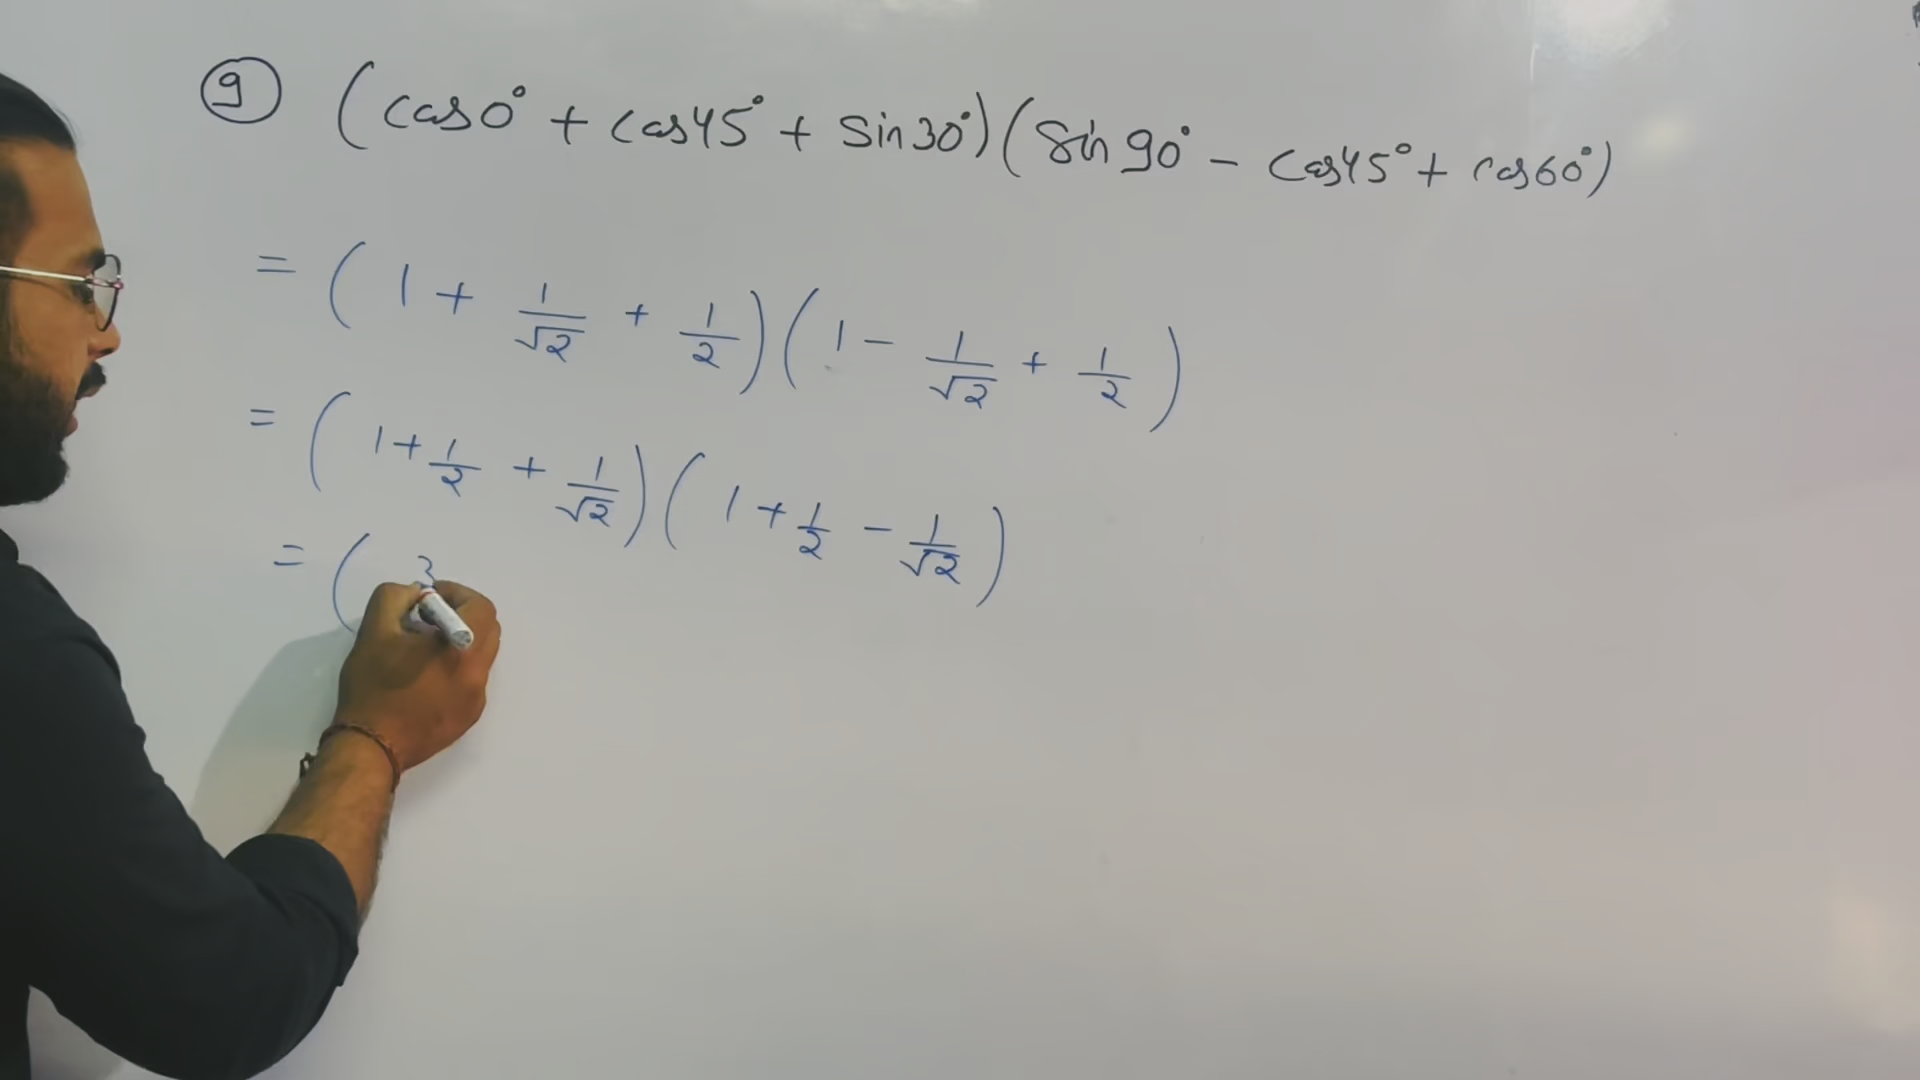 9 (cos0° + cos45° + sin30°)(sin90° - cos45° + cos60°)
= (1 + 1/√2 + 1/2)(1 - 1/√2 + 1/2)
= (1 + 1/2 + 1/√2)(1 + 1/2 - 1/√2)
= (3